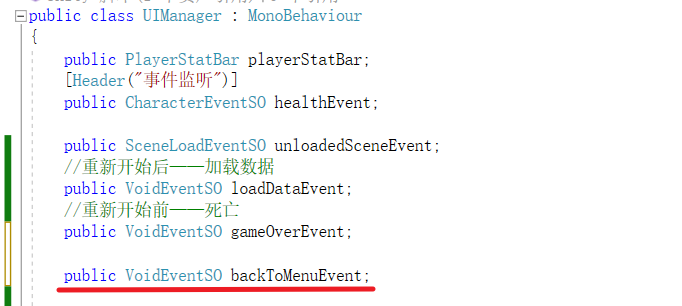 public class UIManager : MonoBehaviour
{
public PlayerStatBar playerStatBar;
[Header("事件监听")]
public CharacterEventSO healthEvent;
public SceneLoadEventSO unloadedSceneEvent;
//重新开始后——加载数据
public VoidEventSO loadDataEvent;
//重新开始前——死亡
public VoidEventSO gameOverEvent;
public VoidEventSO backToMenuEvent;